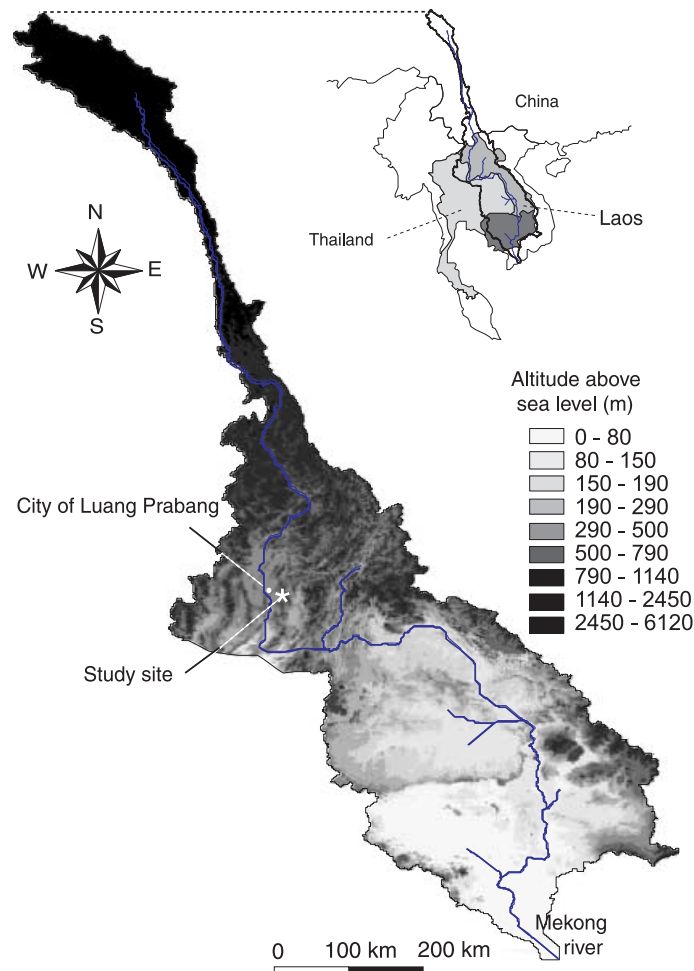 China
Laos
Thailand
N
W
E
S
Altitude above
sea level (m)
0 - 80
80 - 150
150 - 190
190 - 290
290 - 500
500 - 790
790 - 1140
1140 - 2450
2450 - 6120
City of Luang Prabang
Study site
Mekong
river
0 100 km 200 km